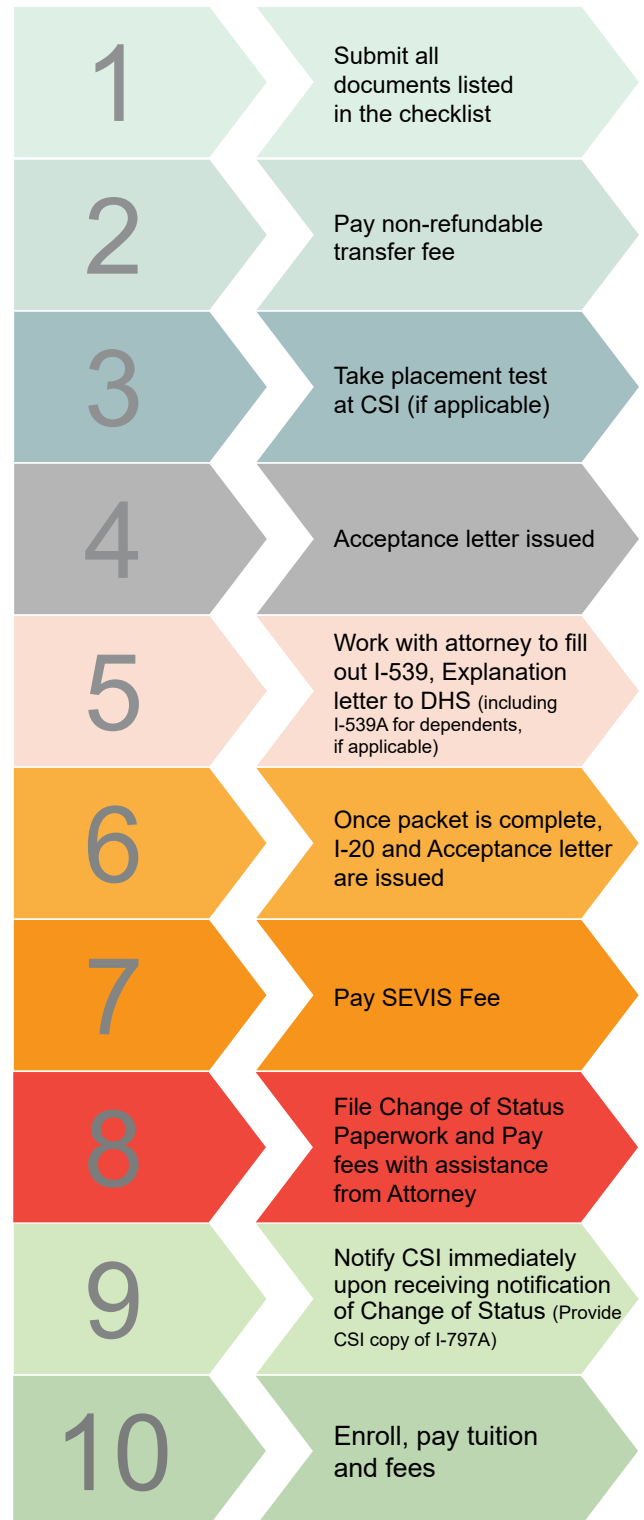 1
Submit all
documents listed
in the checklist
2
Pay non-refundable
transfer fee
3
Take placement test
at CSI (if applicable)
4
Acceptance letter issued
5
Work with attorney to fill
out I-539, Explanation
letter to DHS (including
I-539A for dependents,
if applicable)
6
Once packet is complete,
I-20 and Acceptance letter
are issued
7
Pay SEVIS Fee
8
File Change of Status
Paperwork and Pay
fees with assistance
from Attorney
9
Notify CSI immediately
upon receiving notification
of Change of Status (Provide
CSI copy of I-797A)
10
Enroll, pay tuition
and fees